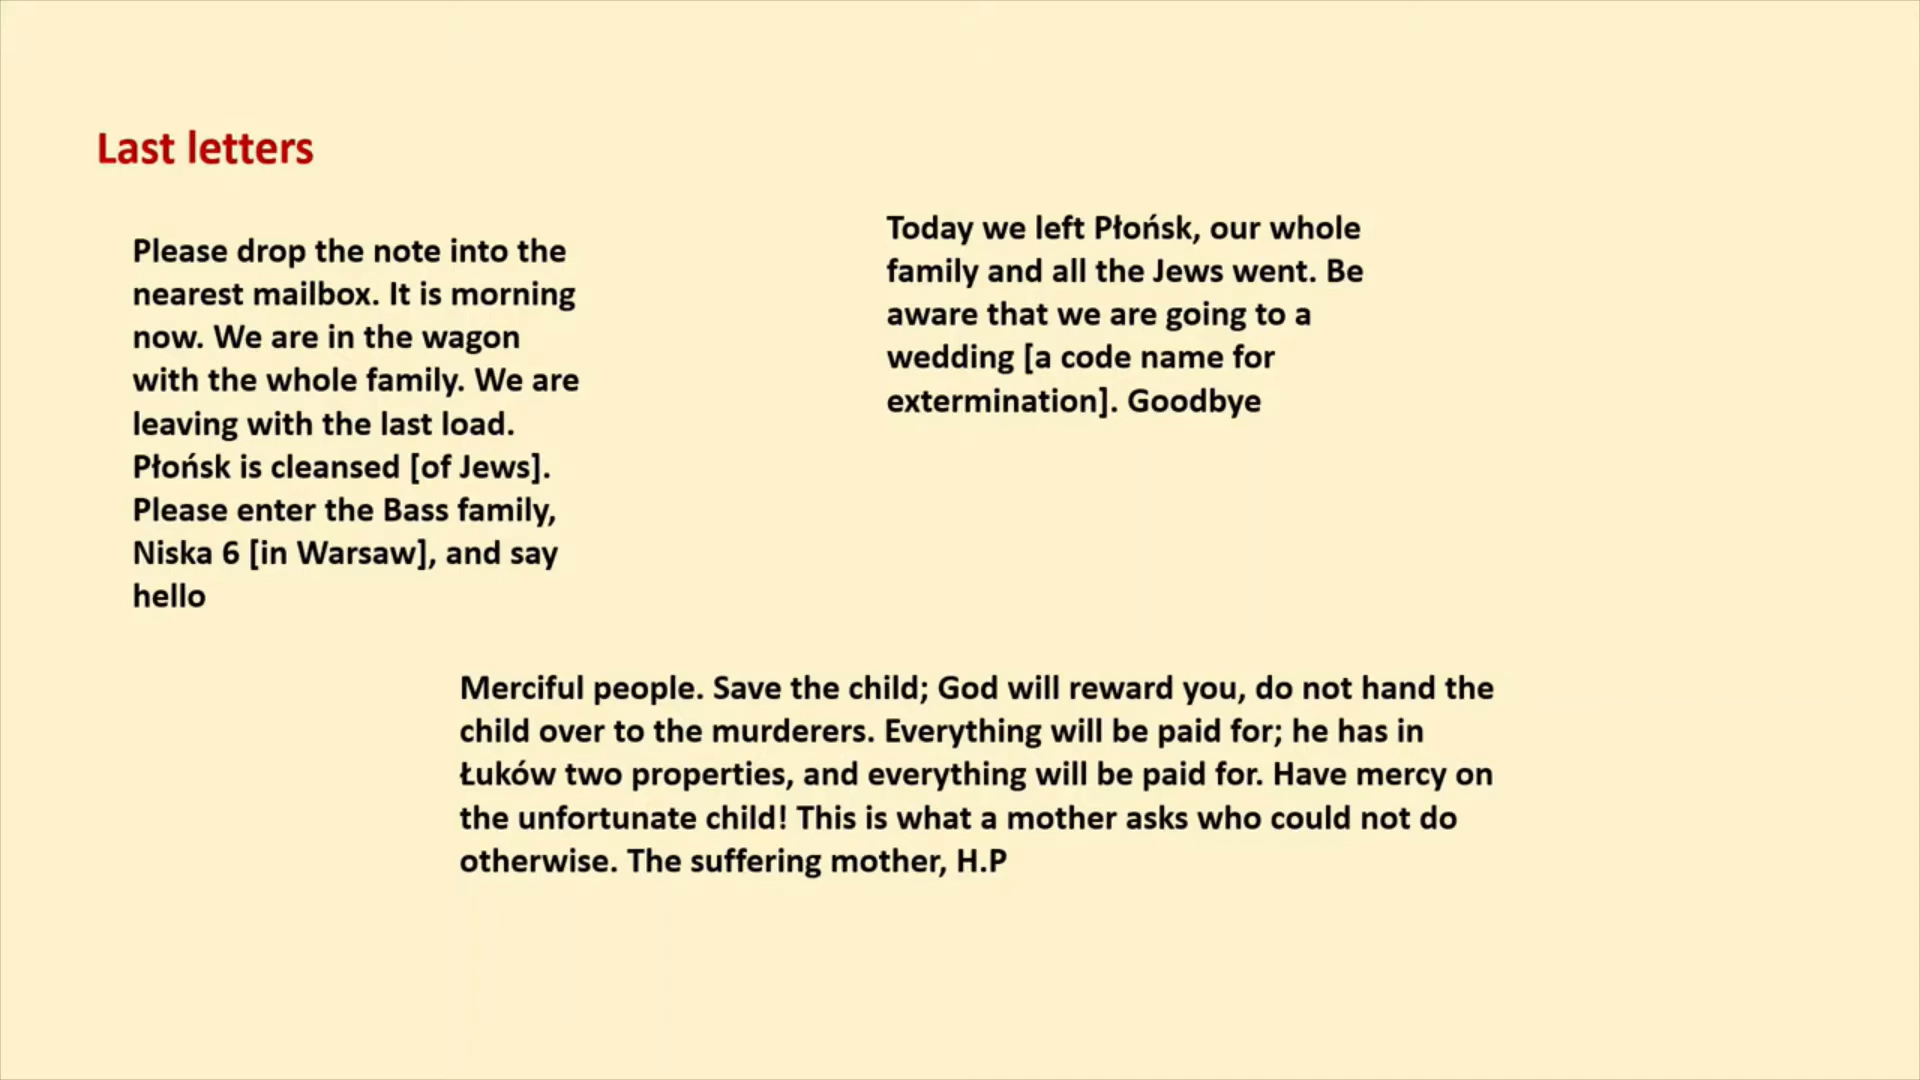 Last letters
Please drop the note into the
nearest mailbox. It is morning
now. We are in the wagon
with the whole family. We are
leaving with the last load.
Płońsk is cleansed [of Jews].
Please enter the Bass family,
Niska 6 [in Warsaw], and say
hello
Today we left Płońsk, our whole
family and all the Jews went. Be
aware that we are going to a
wedding [a code name for
extermination]. Goodbye
Merciful people. Save the child; God will reward you, do not hand the
child over to the murderers. Everything will be paid for; he has in
Łuków two properties, and everything will be paid for. Have mercy on
the unfortunate child! This is what a mother asks who could not do
otherwise. The suffering mother, H.P